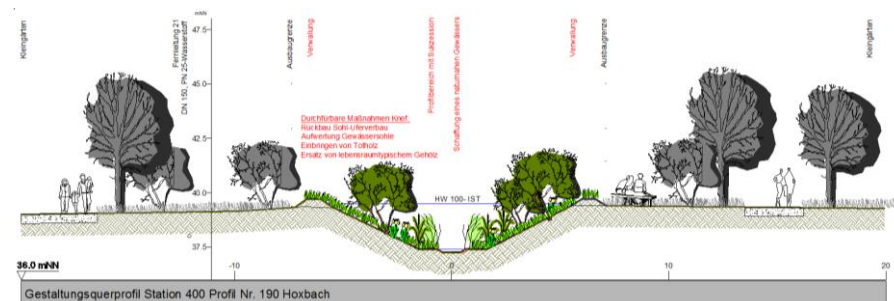 mNN
47.5
45.0
42.5
40.0
37.5
Kleingärten
Fernleitung 21
DN 150, PN 25-Wasserstoff
Ausbaugrenze
Verwallung
Profilbereich mit Sukzession
Schaffung eines naturnahen Gewässers
Verwallung
Ausbaugrenze
Kleingärten
Durchfürbare Maßnahmen Knef
Rückbau Sohl-Uferverbau
Aufwertung Gewässersohle
Einbringen von Totholz
Ersatz von lebensraumtypischem Gehölz
HW 100- IST
36.0 mNN
-10
0
10
20
Gestaltungsquerprofil Station 400 Profil Nr. 190 Hoxbach